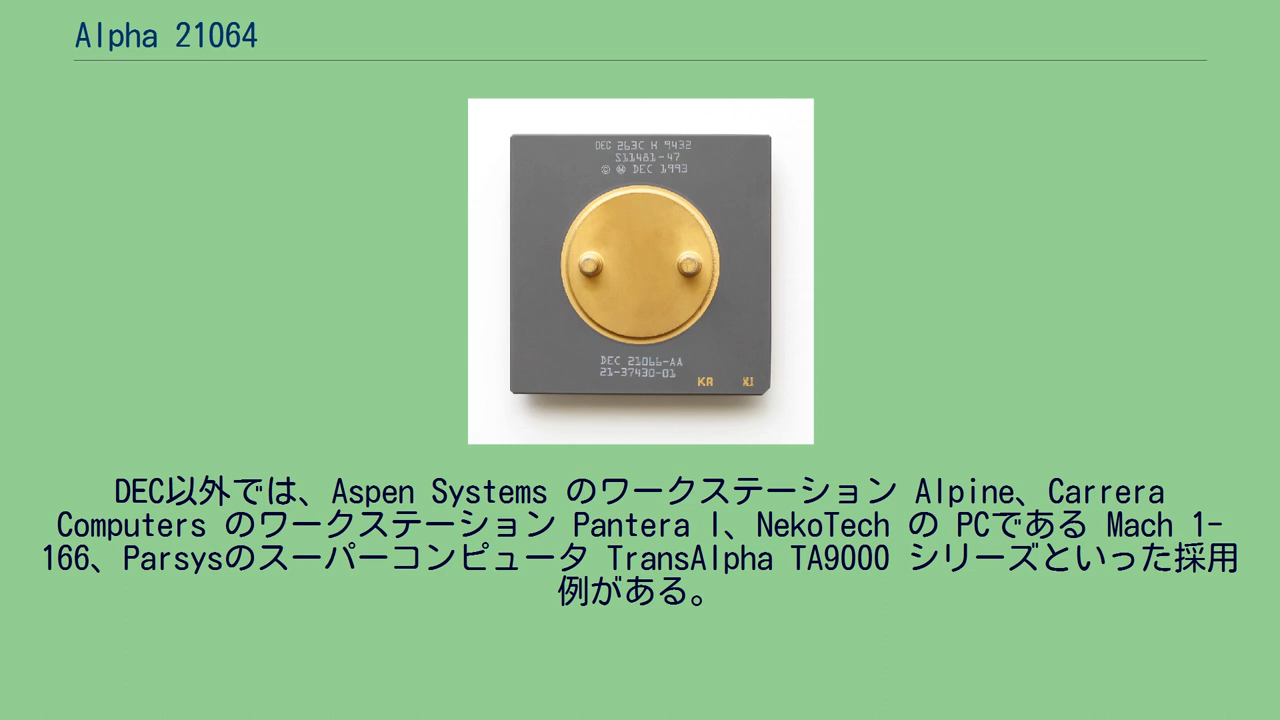 Alpha 21064
DEC 263C H 9432
S11481-47
© Ⓜ DEC 1993
DEC 21066-AA
21-37430-01
KA XI
DEC以外では、Aspen Systems のワークステーション Alpine、Carrera
Computers のワークステーション Pantera I、NekoTech の PCである Mach 1-
166、Parsysのスーパーコンピュータ TransAlpha TA9000 シリーズといった採用
例がある。